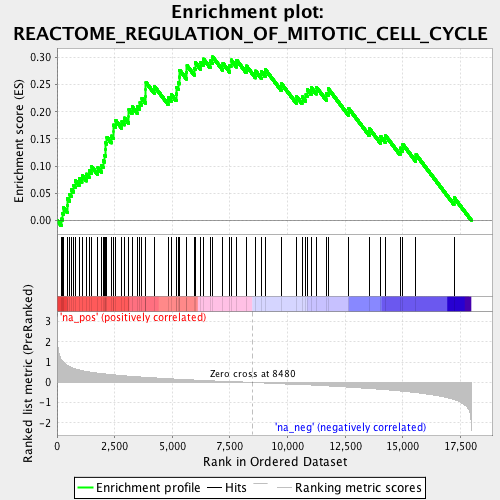 Enrichment plot:
REACTOME_REGULATION_OF_MITOTIC_CELL_CYCLE
Enrichment score (ES)
0.30
0.25
0.20
0.15
0.10
0.05
0.00
'na_pos' (positively correlated)
Ranked list metric (PreRanked)
3
2
1
0
-1
-2
Zero cross at 8480
'na_neg' (negatively correlated)
0
2,500
5,000
7,500
10,000
12,500
15,000
17,500
Rank in Ordered Dataset
Enrichment profile
Hits
Ranking metric scores